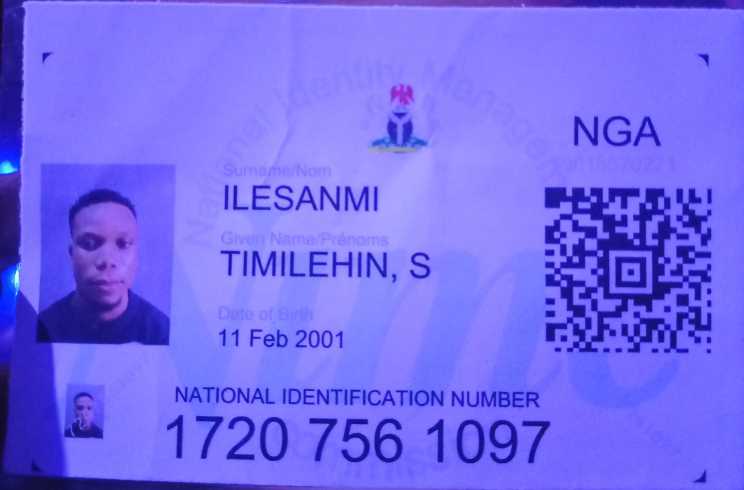 National Identity Management
NGA
Surname/Nom
ILESANMI
Given Name/Prénoms
TIMILEHIN, S
Date of Birth
11 Feb 2001
NATIONAL IDENTIFICATION NUMBER
1720 756 1097